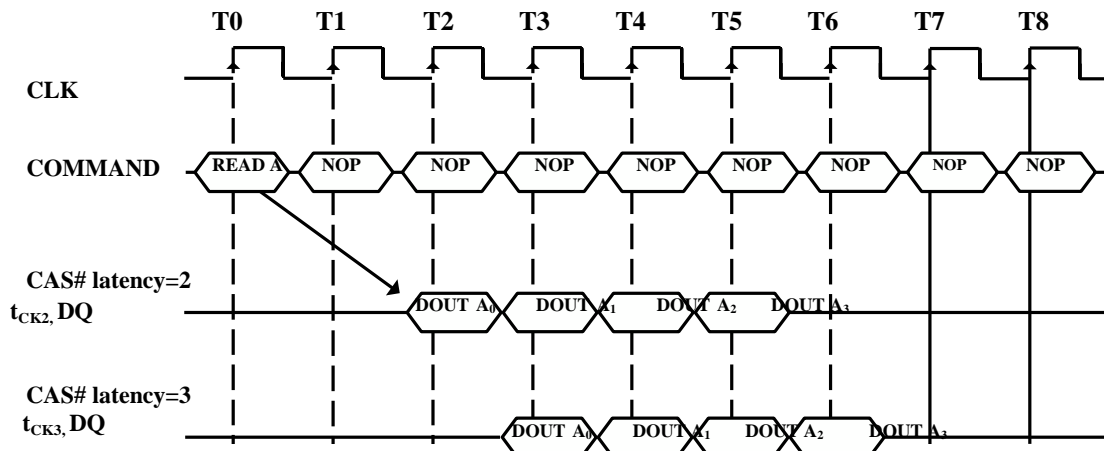 T0 T1 T2 T3 T4 T5 T6 T7 T8
CLK
COMMAND READ A NOP NOP NOP NOP NOP NOP NOP NOP
CAS# latency=2
tCK2, DQ DOUT A0 DOUT A1 DOUT A2 DOUT A3
CAS# latency=3
tCK3, DQ DOUT A0 DOUT A1 DOUT A2 DOUT A3